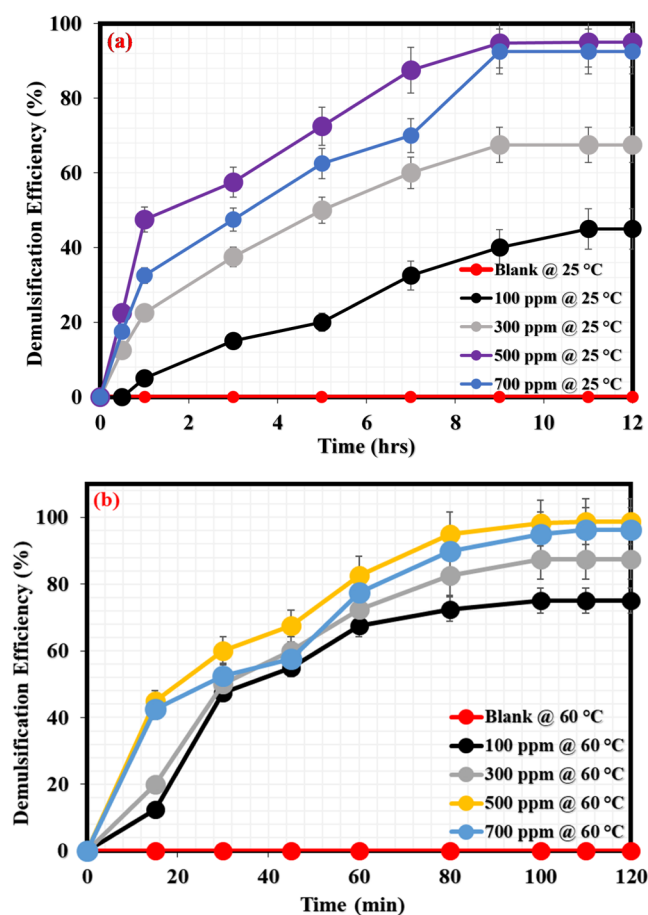 (a)
100
80
60
40
20
0
Demulsification Efficiency (%)
Blank @ 25 °C
100 ppm @ 25 °C
300 ppm @ 25 °C
500 ppm @ 25 °C
700 ppm @ 25 °C
0 2 4 6 8 10 12
Time (hrs)
(b)
100
80
60
40
20
0
Demulsification Efficiency (%)
Blank @ 60 °C
100 ppm @ 60 °C
300 ppm @ 60 °C
500 ppm @ 60 °C
700 ppm @ 60 °C
0 20 40 60 80 100 120
Time (min)